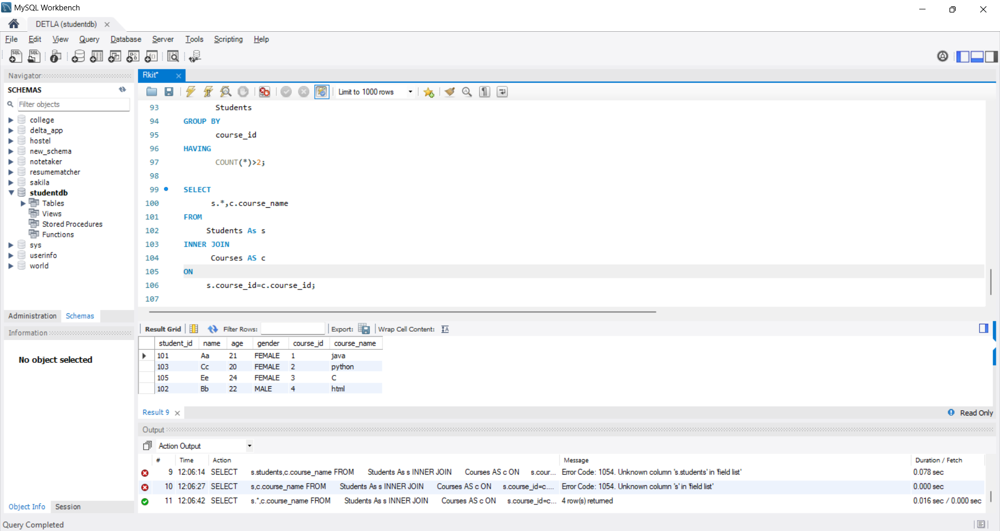 MySQL Workbench
DETLA (studentdb)
File Edit View Query Database Server Tools Scripting Help
Navigator
SCHEMAS
Filter objects
college
delta_app
hostel
new_schema
notetaker
resumematcher
sakila
studentdb
Tables
Views
Stored Procedures
Functions
sys
userinfo
world
Administration Schemas
Information
No object selected
Object Info Session
Rkit*
Limit to 1000 rows
93 Students
94 GROUP BY
95 course_id
96 HAVING
97 COUNT(*)>2;
98
99 SELECT
100 s.*,c.course_name
101 FROM
102 Students As s
103 INNER JOIN
104 Courses AS c
105 ON
106 s.course_id=c.course_id;
107
Result Grid Filter Rows: Export: Wrap Cell Content:
student_id name age gender course_id course_name
101 Aa 21 FEMALE 1 java
103 Cc 20 FEMALE 2 python
105 Ee 24 FEMALE 3 C
102 Bb 22 MALE 4 html
Result 9 Read Only
Output
Action Output
# Time Action Message Duration / Fetch
9 12:06:14 SELECT s.students,c.course_name FROM Students As s INNER JOIN Courses AS c ON s.cour... Error Code: 1054. Unknown column 's.students' in 'field list' 0.078 sec
10 12:06:27 SELECT s,c.course_name FROM Students As s INNER JOIN Courses AS c ON s.course_id=c.... Error Code: 1054. Unknown column 's' in 'field list' 0.000 sec
11 12:06:42 SELECT s.*,c.course_name FROM Students As s INNER JOIN Courses AS c ON s.course_id=c... 4 row(s) returned 0.016 sec / 0.000 sec
Query Completed